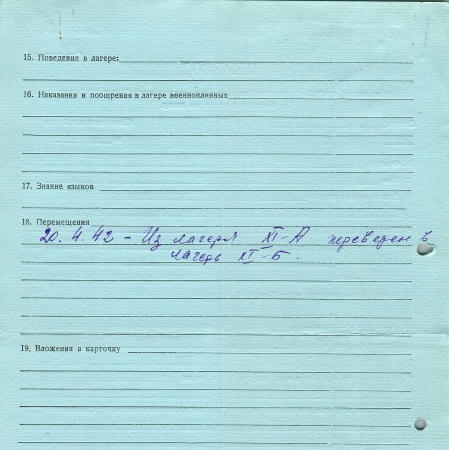 15. Поведение в лагере:
16. Наказания и поощрения в лагере военнопленных
17. Знание языков
18. Перемещения
20. 4. 42 – Из лагеря XI-А переведен в
лагерь XI-Б.
19. Вложения в карточку